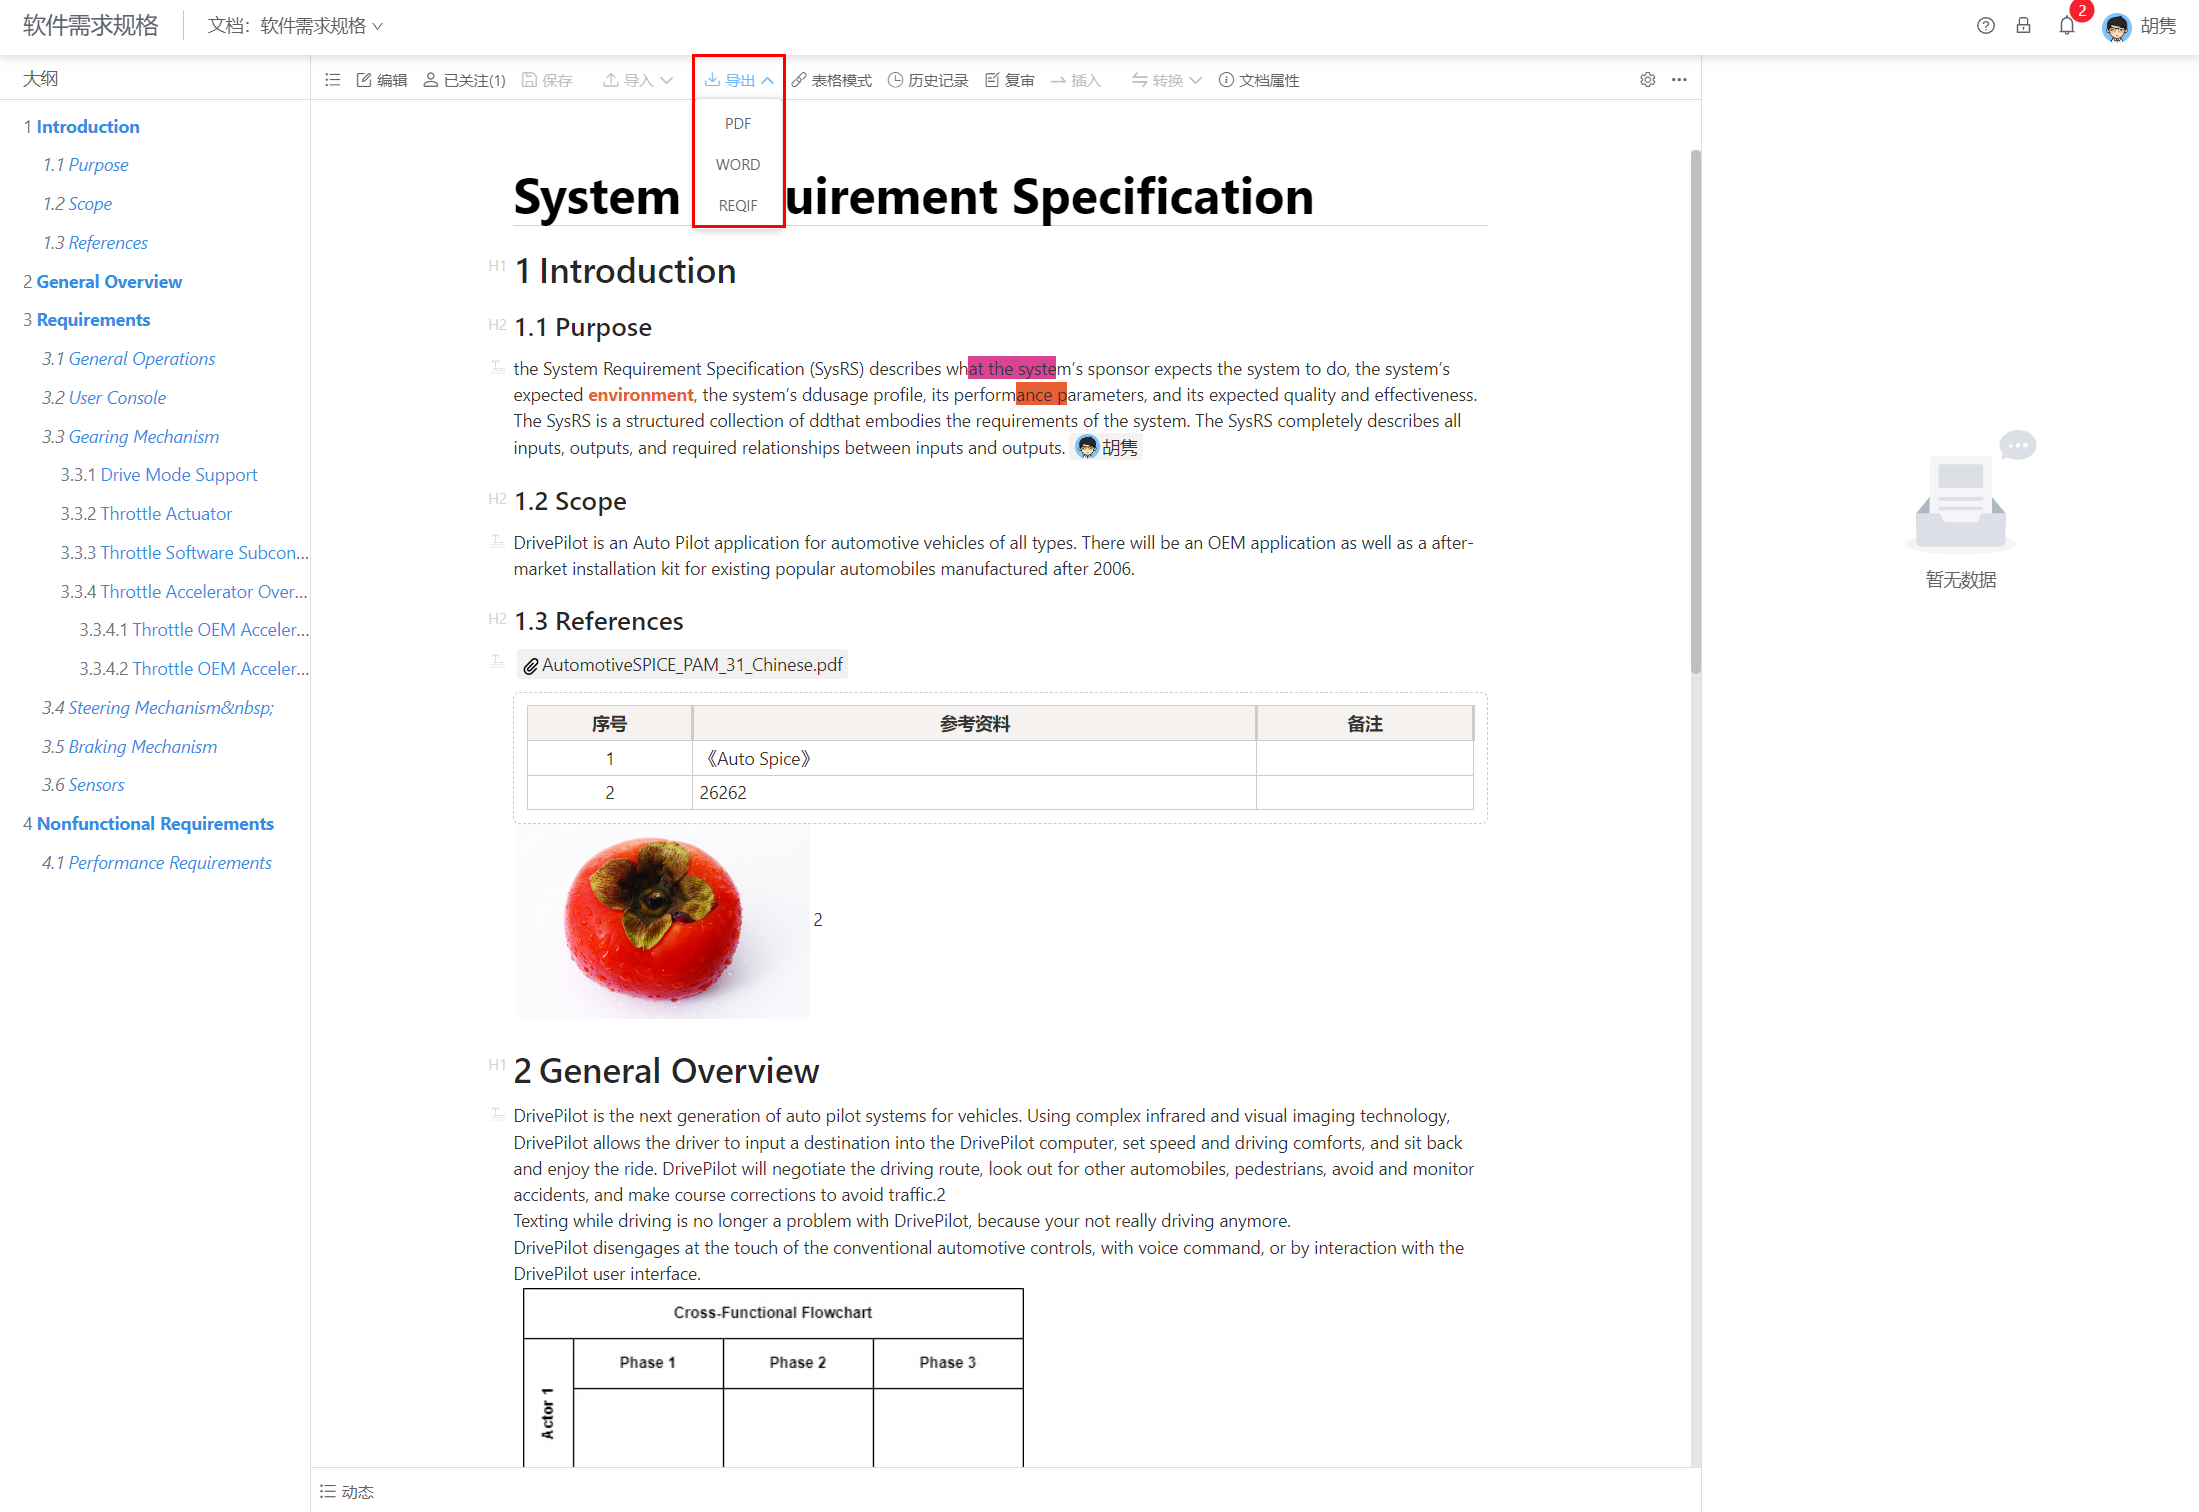 软件需求规格
文档：软件需求规格
2
胡隽
大纲
编辑
已关注(1)
保存
导入
导出
表格模式
历史记录
复审
插入
转换
文档属性
PDF
WORD
REQIF
1 Introduction
1.1 Purpose
1.2 Scope
1.3 References
2 General Overview
3 Requirements
3.1 General Operations
3.2 User Console
3.3 Gearing Mechanism
3.3.1 Drive Mode Support
3.3.2 Throttle Actuator
3.3.3 Throttle Software Subcon...
3.3.4 Throttle Accelerator Over...
3.3.4.1 Throttle OEM Acceler...
3.3.4.2 Throttle OEM Acceler...
3.4 Steering Mechanism&nbsp;
3.5 Braking Mechanism
3.6 Sensors
4 Nonfunctional Requirements
4.1 Performance Requirements
System uirement Specification
H1 1 Introduction
H2 1.1 Purpose
the System Requirement Specification (SysRS) describes what the system’s sponsor expects the system to do, the system’s
expected environment, the system’s ddusage profile, its performance parameters, and its expected quality and effectiveness.
The SysRS is a structured collection of ddthat embodies the requirements of the system. The SysRS completely describes all
inputs, outputs, and required relationships between inputs and outputs. 胡隽
H2 1.2 Scope
DrivePilot is an Auto Pilot application for automotive vehicles of all types. There will be an OEM application as well as a after-
market installation kit for existing popular automobiles manufactured after 2006.
H2 1.3 References
AutomotiveSPICE_PAM_31_Chinese.pdf
序号 参考资料 备注
1 《Auto Spice》
2 26262
2
H1 2 General Overview
DrivePilot is the next generation of auto pilot systems for vehicles. Using complex infrared and visual imaging technology,
DrivePilot allows the driver to input a destination into the DrivePilot computer, set speed and driving comforts, and sit back
and enjoy the ride. DrivePilot will negotiate the driving route, look out for other automobiles, pedestrians, avoid and monitor
accidents, and make course corrections to avoid traffic.2
Texting while driving is no longer a problem with DrivePilot, because your not really driving anymore.
DrivePilot disengages at the touch of the conventional automotive controls, with voice command, or by interaction with the
DrivePilot user interface.
Cross-Functional Flowchart
Phase 1 Phase 2 Phase 3
Actor 1
暂无数据
动态